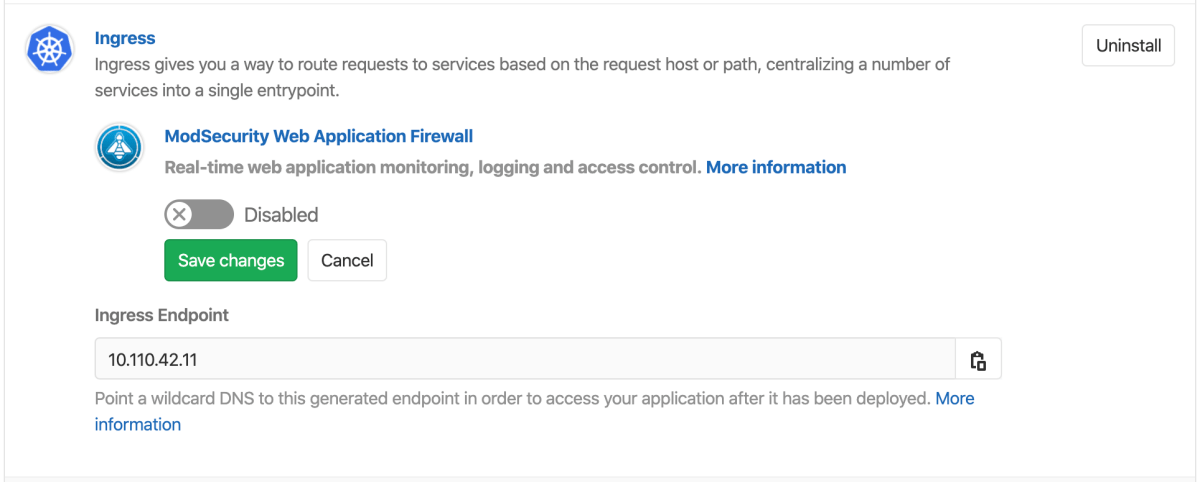 Ingress
Uninstall
Ingress gives you a way to route requests to services based on the request host or path, centralizing a number of
services into a single entrypoint.
ModSecurity Web Application Firewall
Real-time web application monitoring, logging and access control. More information
Disabled
Save changes
Cancel
Ingress Endpoint
10.110.42.11
Point a wildcard DNS to this generated endpoint in order to access your application after it has been deployed. More
information